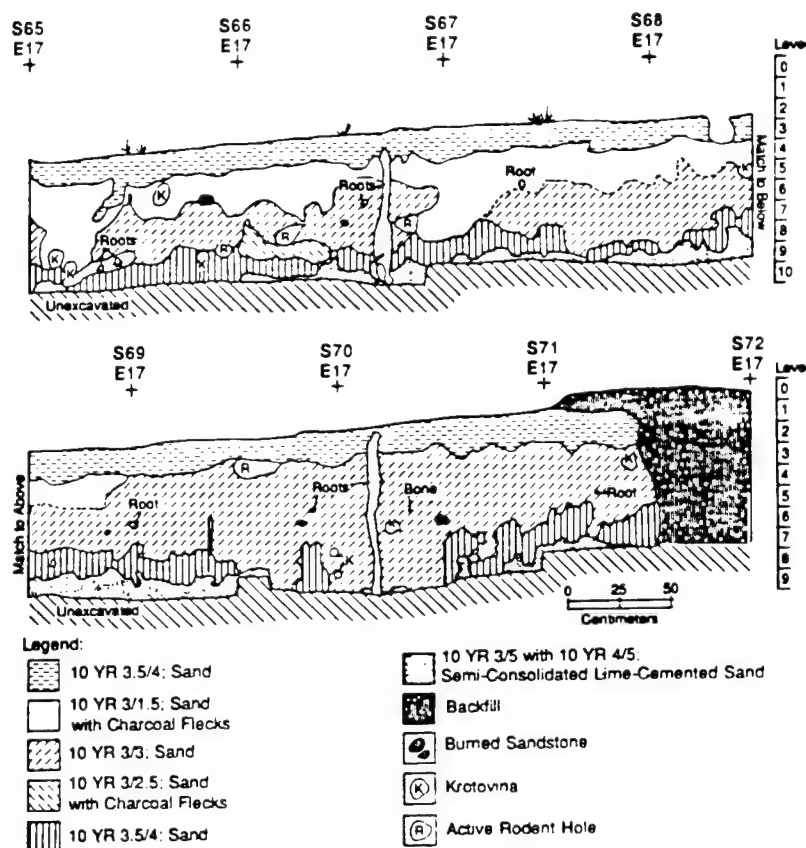 S65 S66 S67 S68
E17 E17 E17 E17
Level
0
1
2
3
4
5
6
7
8
9
10
Match to Below
K
Roots
Root
K
R
R
Roots
K
K
K
Unexcavated
S69 S70 S71 S72
E17 E17 E17 E17
Level
0
1
2
3
4
5
6
7
8
9
Match to Above
R
K
Root
Roots
Bone
Root
K
K
R
Unexcavated
0 25 50
Centimeters
Legend:
10 YR 3.5/4; Sand
10 YR 3/1.5; Sand
with Charcoal Flecks
10 YR 3/3; Sand
10 YR 3/2.5; Sand
with Charcoal Flecks
10 YR 3.5/4; Sand
10 YR 3/5 with 10 YR 4/5;
Semi-Consolidated Lime-Cemented Sand
Backfill
Burned Sandstone
K Krotovina
R Active Rodent Hole